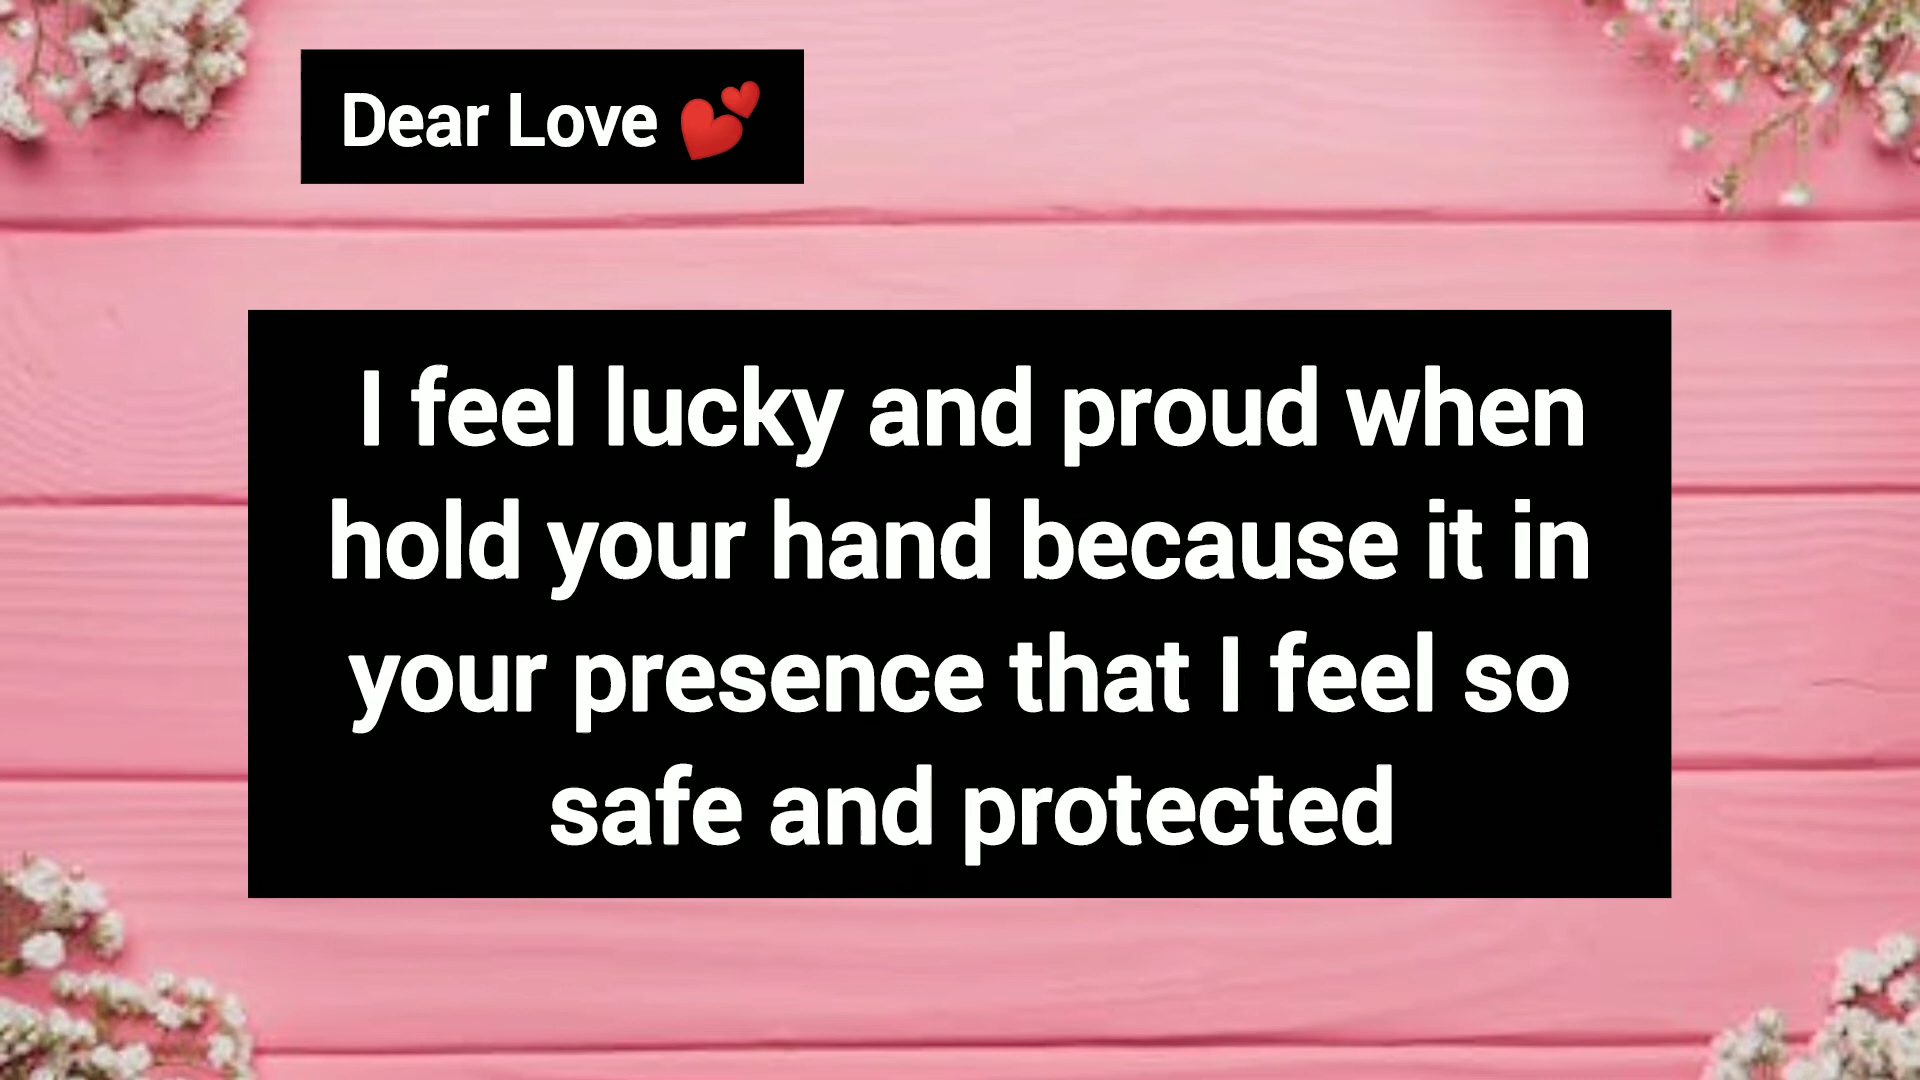 Dear Love 💕
I feel lucky and proud when
hold your hand because it in
your presence that I feel so
safe and protected